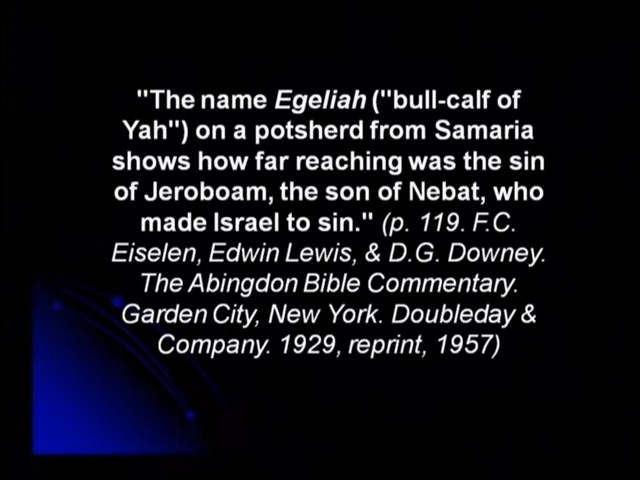 "The name Egeliah ("bull-calf of
Yah") on a potsherd from Samaria
shows how far reaching was the sin
of Jeroboam, the son of Nebat, who
made Israel to sin." (p. 119. F.C.
Eiselen, Edwin Lewis, & D.G. Downey.
The Abingdon Bible Commentary.
Garden City, New York. Doubleday &
Company. 1929, reprint, 1957)